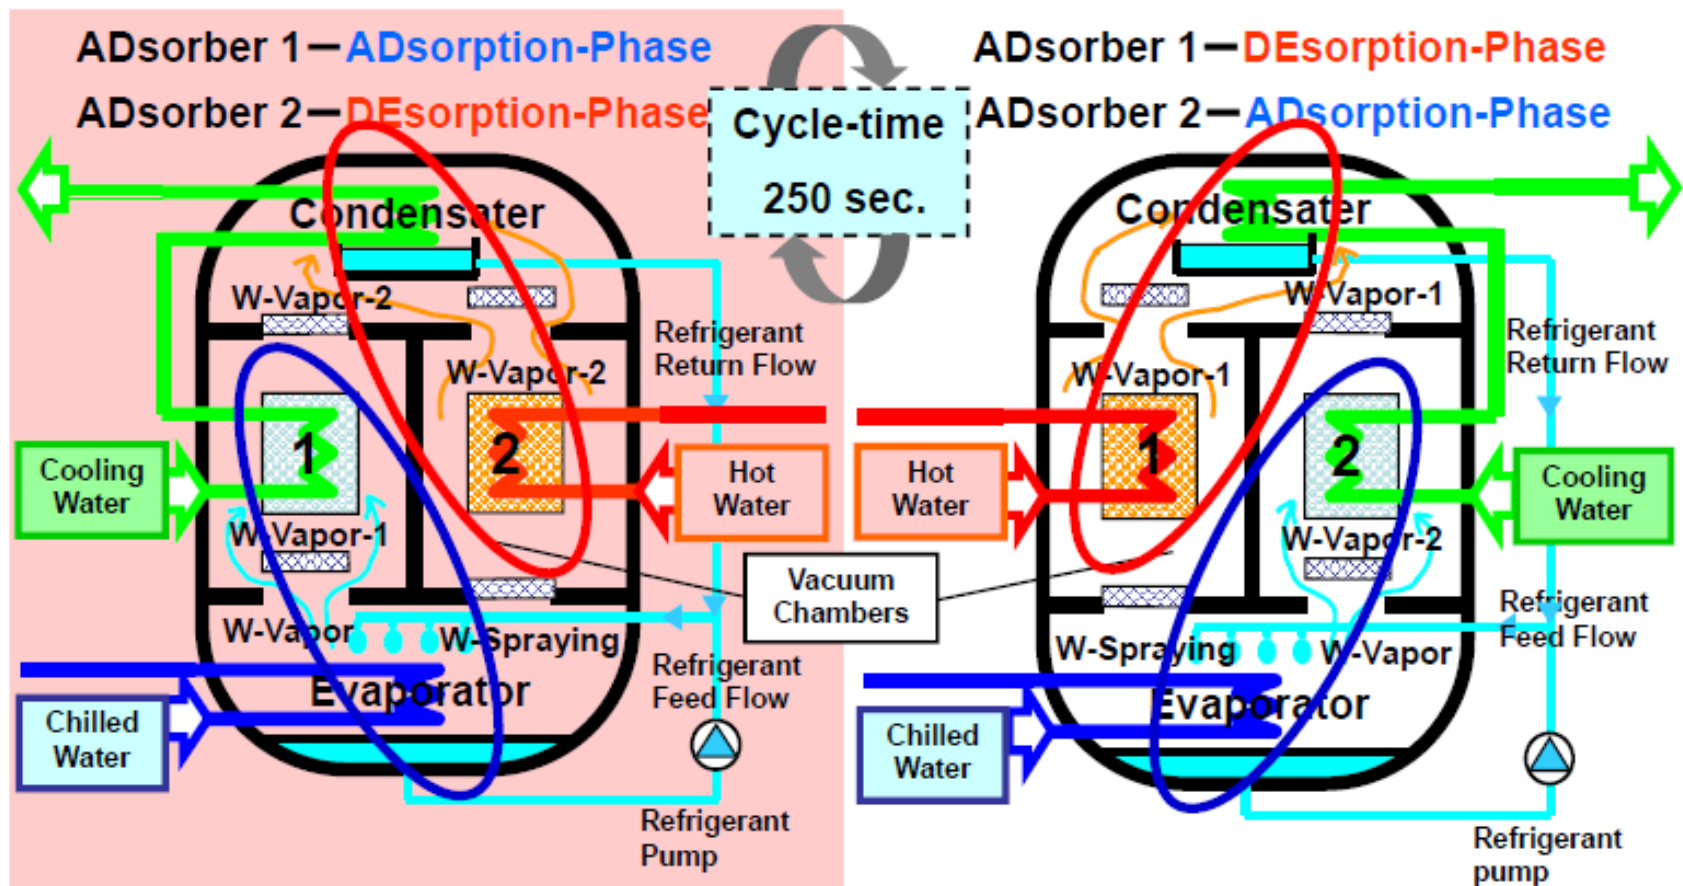 ADsorber 1－ADsorption-Phase
ADsorber 2－DEsorption-Phase
Cycle-time
250 sec.
ADsorber 1－DEsorption-Phase
ADsorber 2－ADsorption-Phase
Condensater
W-Vapor-2
W-Vapor-2
Refrigerant
Return Flow
1
2
Cooling
Water
Hot
Water
W-Vapor-1
W-Vapor
W-Spraying
Refrigerant
Feed Flow
Evaporator
Chilled
Water
Refrigerant
Pump
Vacuum
Chambers
Condensater
W-Vapor-1
W-Vapor-1
Refrigerant
Return Flow
1
2
Hot
Water
Cooling
Water
W-Vapor-2
Refrigerant
Feed Flow
W-Spraying
W-Vapor
Evaporator
Chilled
Water
Refrigerant
pump